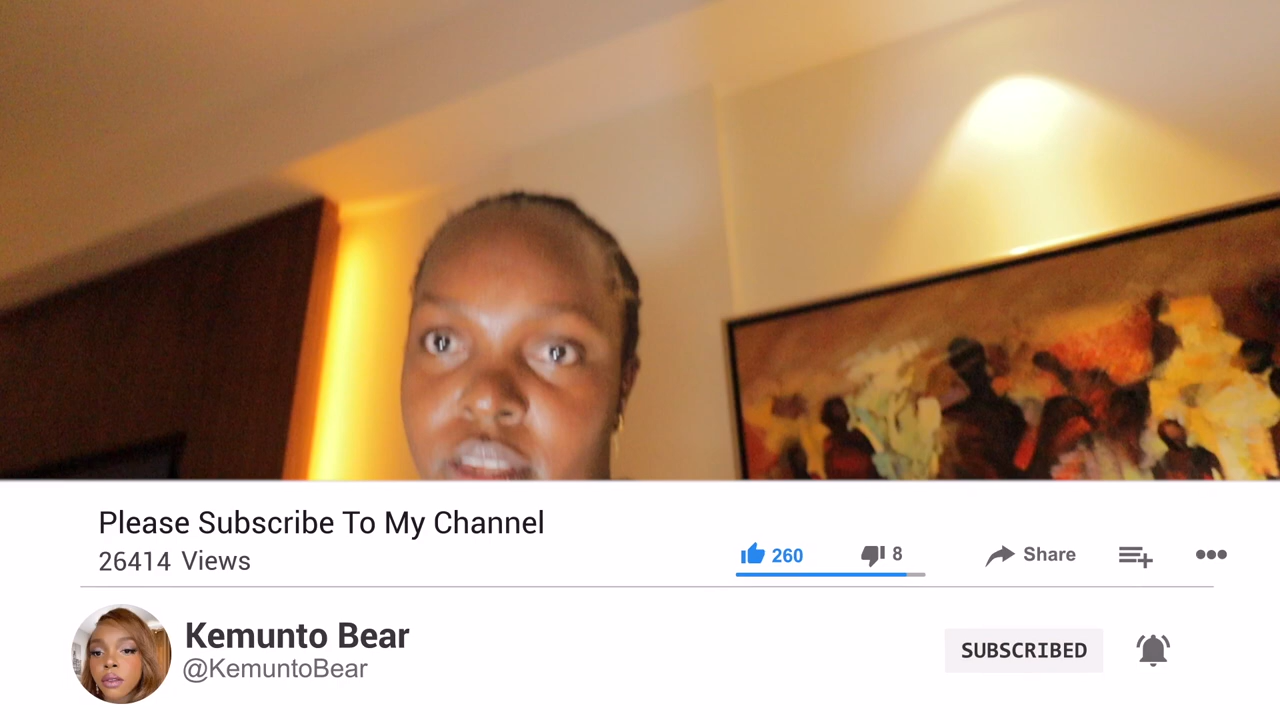 Please Subscribe To My Channel
26414 Views
260
8
Share
Kemunto Bear
@KemuntoBear
SUBSCRIBED